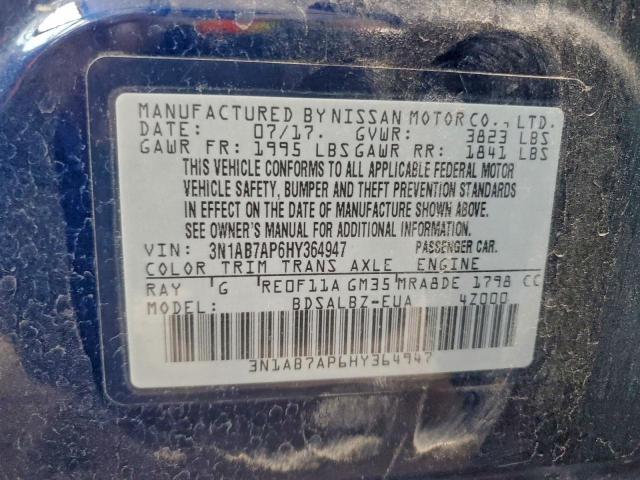 MANUFACTURED BY NISSAN MOTOR CO., LTD.
DATE: 07/17. GVWR: 3823 LBS
GAWR FR: 1995 LBS GAWR RR: 1841 LBS
THIS VEHICLE CONFORMS TO ALL APPLICABLE FEDERAL MOTOR
VEHICLE SAFETY, BUMPER AND THEFT PREVENTION STANDARDS
IN EFFECT ON THE DATE OF MANUFACTURE SHOWN ABOVE.
SEE OWNER'S MANUAL FOR ADDITIONAL INFORMATION.
VIN: 3N1AB7AP6HY364947 PASSENGER CAR.
COLOR TRIM TRANS AXLE ENGINE
RAY G RE0F11A GM35 MRA8DE 1798 CC
MODEL: BDSALBZ-EUA 4Z000
3N1AB7AP6HY364947